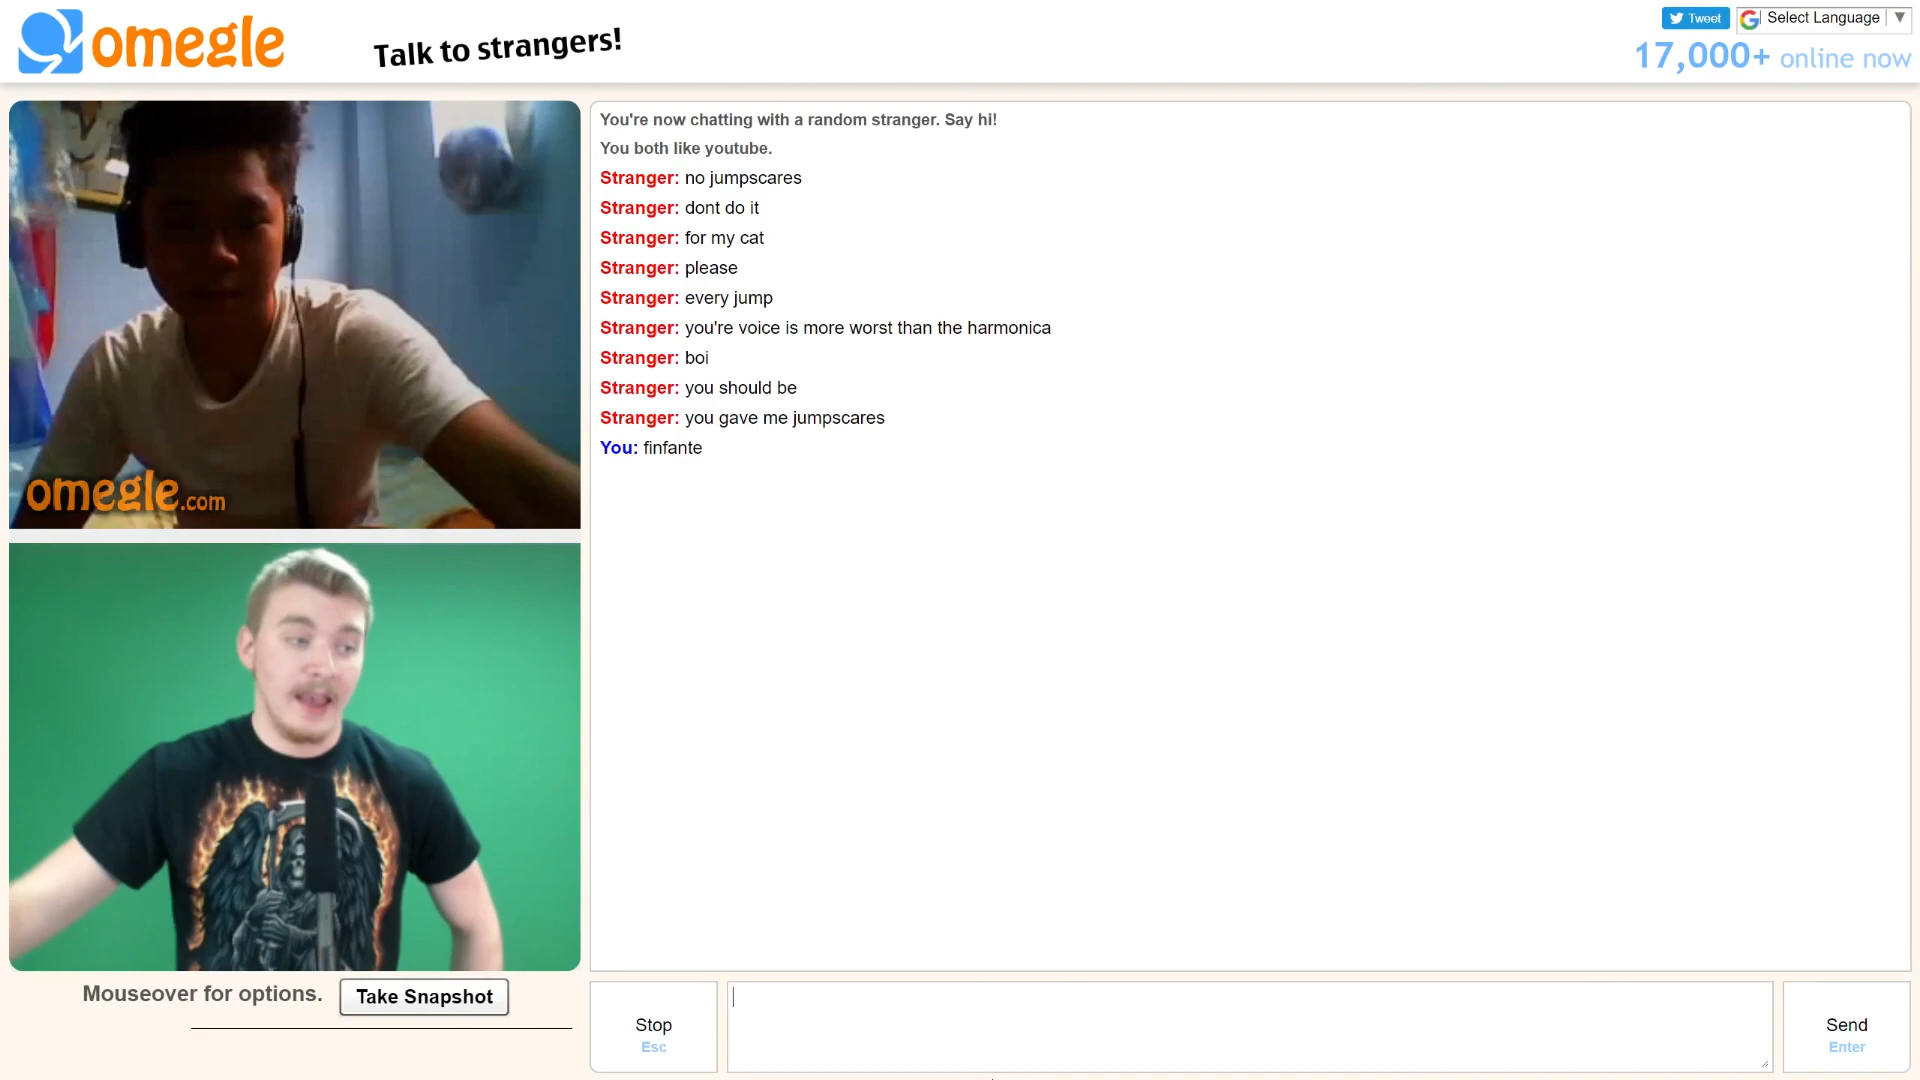 omegle
Talk to strangers!
Tweet
Select Language
17,000+ online now
omegle.com
You're now chatting with a random stranger. Say hi!
You both like youtube.
Stranger: no jumpscares
Stranger: dont do it
Stranger: for my cat
Stranger: please
Stranger: every jump
Stranger: you're voice is more worst than the harmonica
Stranger: boi
Stranger: you should be
Stranger: you gave me jumpscares
You: finfante
Mouseover for options.
Take Snapshot
Stop
Esc
Send
Enter